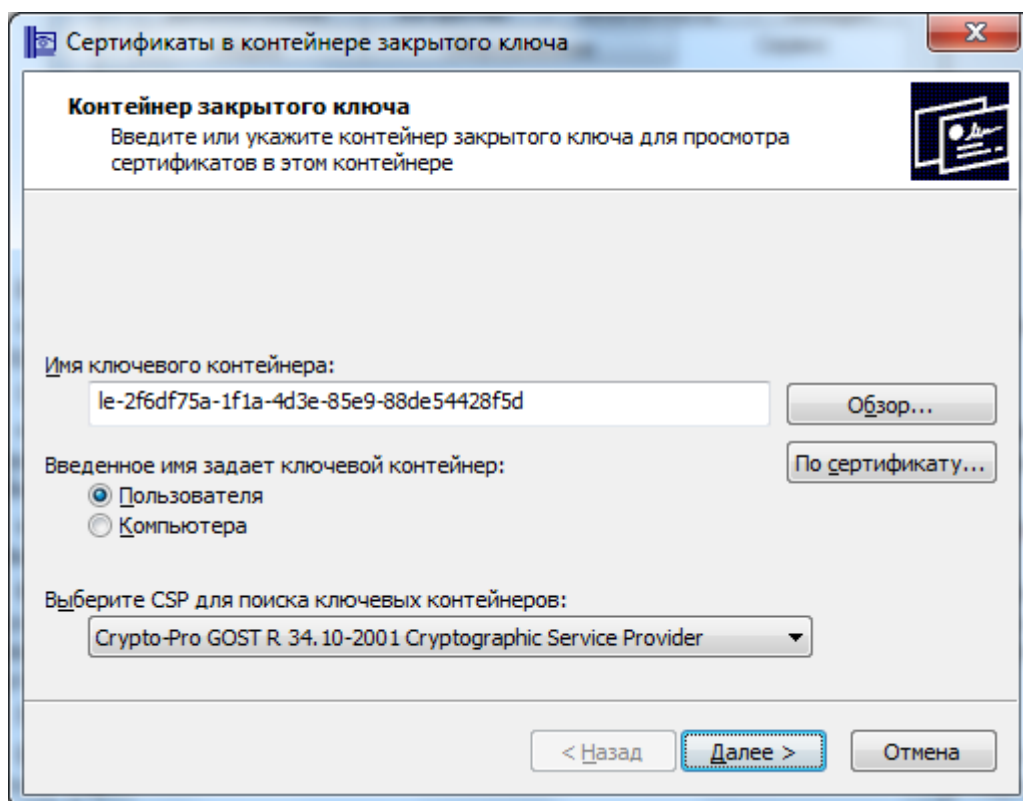 Сертификаты в контейнере закрытого ключа
Контейнер закрытого ключа
Введите или укажите контейнер закрытого ключа для просмотра
сертификатов в этом контейнере
Имя ключевого контейнера:
le-2f6df75a-1f1a-4d3e-85e9-88de54428f5d
Обзор...
По сертификату...
Введенное имя задает ключевой контейнер:
Пользователя
Компьютера
Выберите CSP для поиска ключевых контейнеров:
Crypto-Pro GOST R 34.10-2001 Cryptographic Service Provider
< Назад
Далее >
Отмена